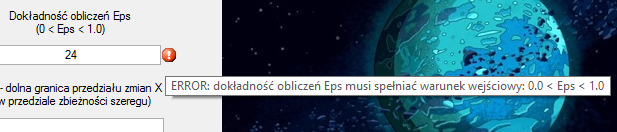 Dokładność obliczeń Eps
(0 < Eps < 1.0)
24
- dolna granica przedziału zmian X
w przedziale zbieżności szeregu)
ERROR: dokładność obliczeń Eps musi spełniać warunek wejściowy: 0.0 < Eps < 1.0